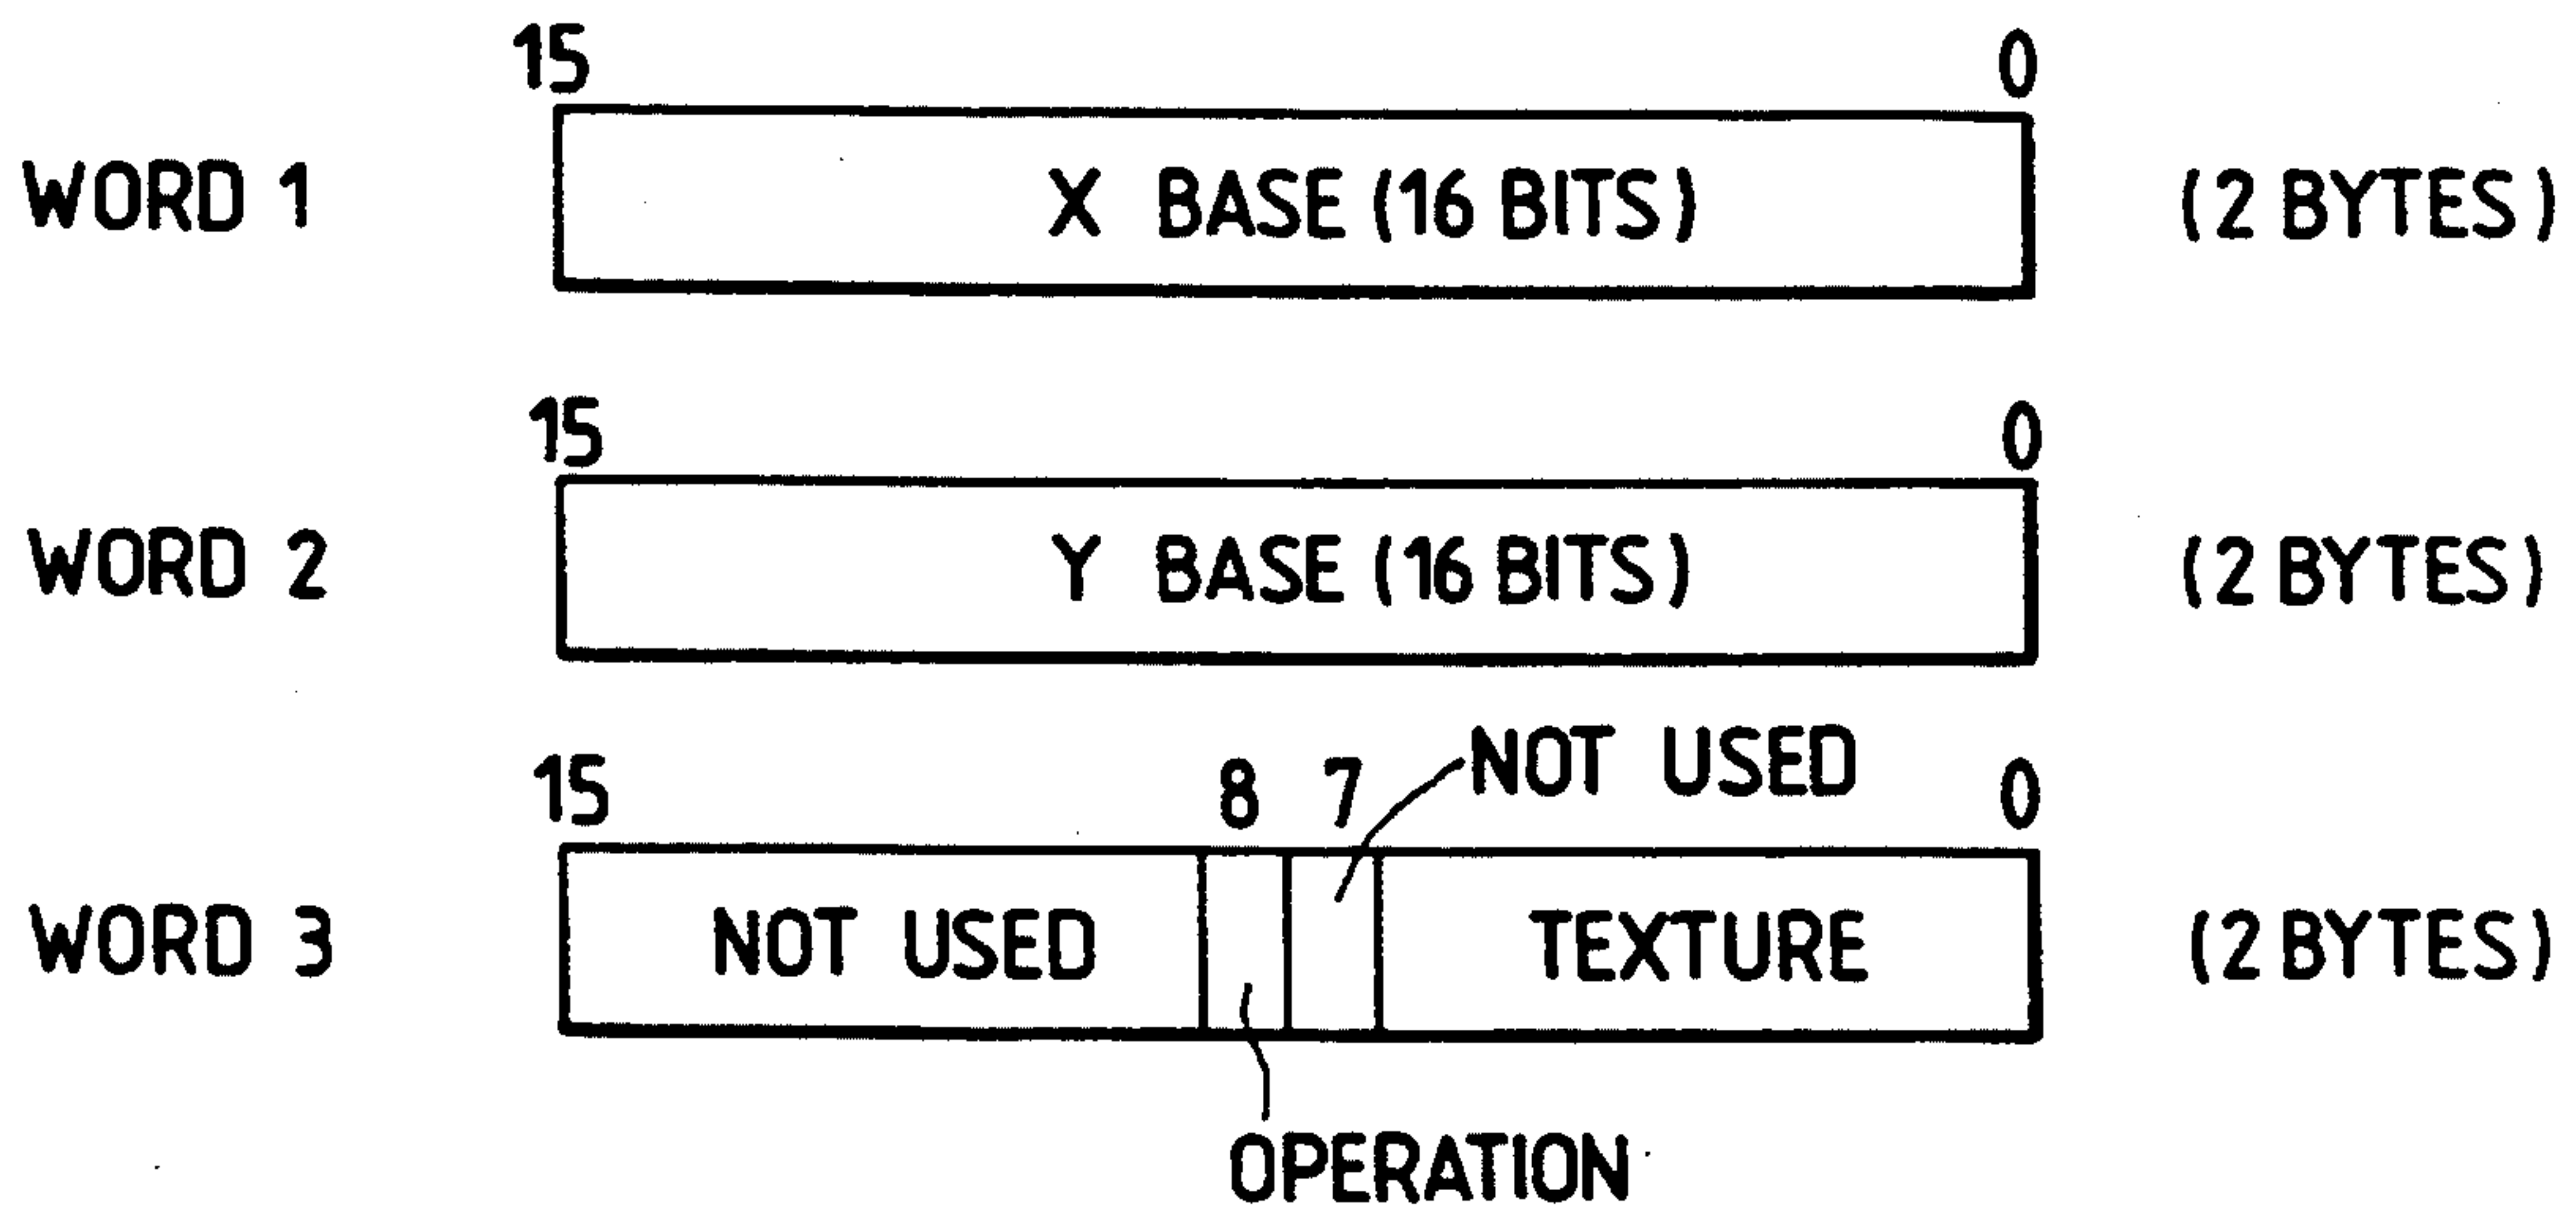 15 0
WORD 1 X BASE (16 BITS) (2 BYTES)
15 0
WORD 2 Y BASE (16 BITS) (2 BYTES)
15 8 7 NOT USED 0
WORD 3 NOT USED TEXTURE (2 BYTES)
OPERATION